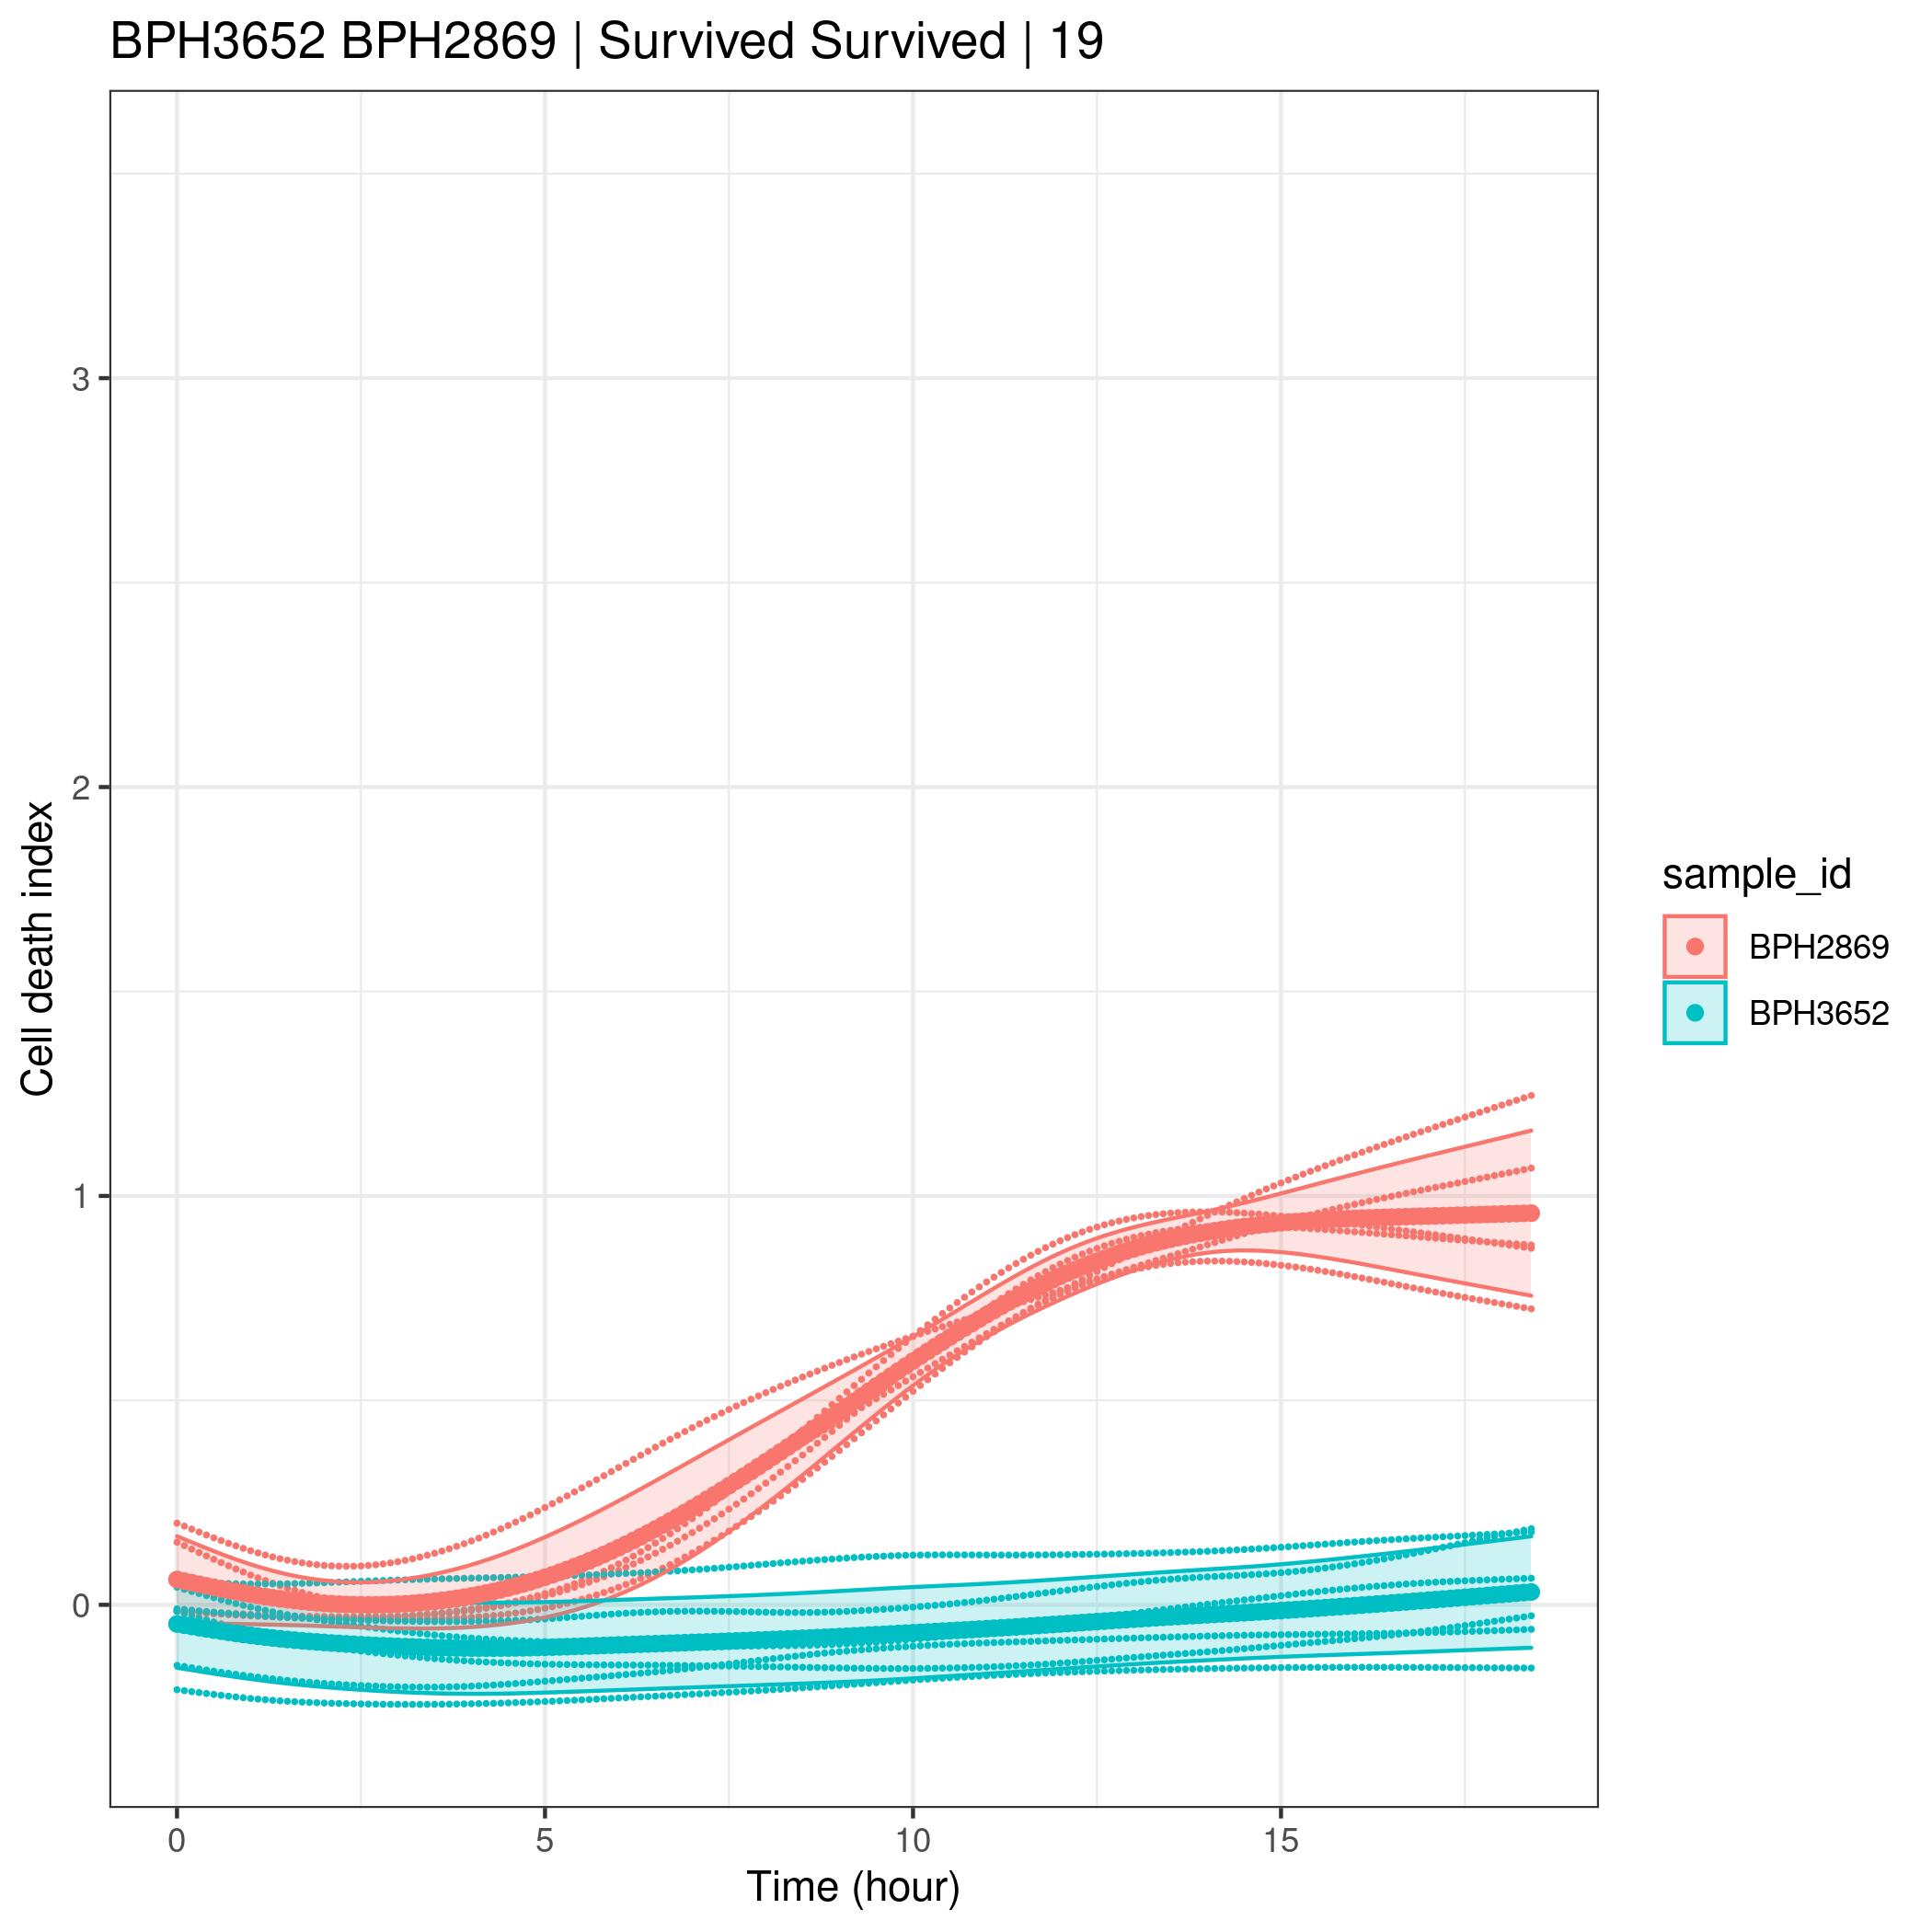 BPH3652 BPH2869 | Survived Survived | 19
3
2
1
0
Cell death index
0 5 10 15
Time (hour)
sample_id
BPH2869
BPH3652